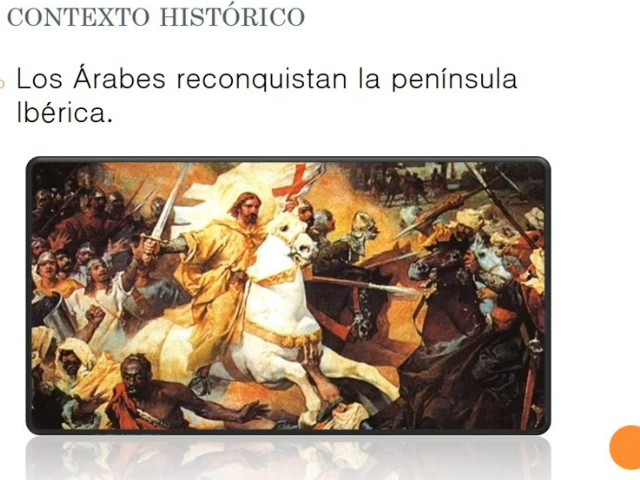 CONTEXTO HISTÓRICO
Los Árabes reconquistan la península
Ibérica.